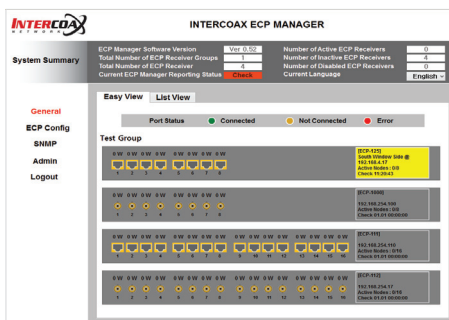 INTERCOAX
NETWORKS
INTERCOAX ECP MANAGER
System Summary
ECP Manager Software Version Ver 0.52
Total Number of ECP Receiver Groups 1
Total Number of ECP Receiver 4
Current ECP Manager Reporting Status Check
Number of Active ECP Receivers 0
Number of Inactive ECP Receivers 4
Number of Disabled ECP Receivers 0
Current Language English
General
ECP Config
SNMP
Admin
Logout
Easy View List View
Port Status Connected Not Connected Error
Test Group
0 W 0 W 0 W 0 W 0 W 0 W 0 W 0 W
1 2 3 4 5 6 7 8
[ECP-125]
South Window Side @
192.168.4.17
Active Nodes : 0/8
Check 19:20:43
0 W 0 W 0 W 0 W 0 W 0 W 0 W 0 W
1 2 3 4 5 6 7 8
192.168.254.100
Active Nodes : 0/8
Check 01.01 00:00:00
0 W 0 W 0 W 0 W 0 W 0 W 0 W 0 W 0 W 0 W 0 W 0 W 0 W 0 W 0 W 0 W
1 2 3 4 5 6 7 8 9 10 11 12 13 14 15 16
[ECP-111]
192.168.254.110
Active Nodes : 0/16
Check 01.01 00:00:00
0 W 0 W 0 W 0 W 0 W 0 W 0 W 0 W 0 W 0 W 0 W 0 W 0 W 0 W 0 W 0 W
1 2 3 4 5 6 7 8 9 10 11 12 13 14 15 16
[ECP-112]
192.168.254.17
Active Nodes : 0/16
Check 01.01 00:00:00